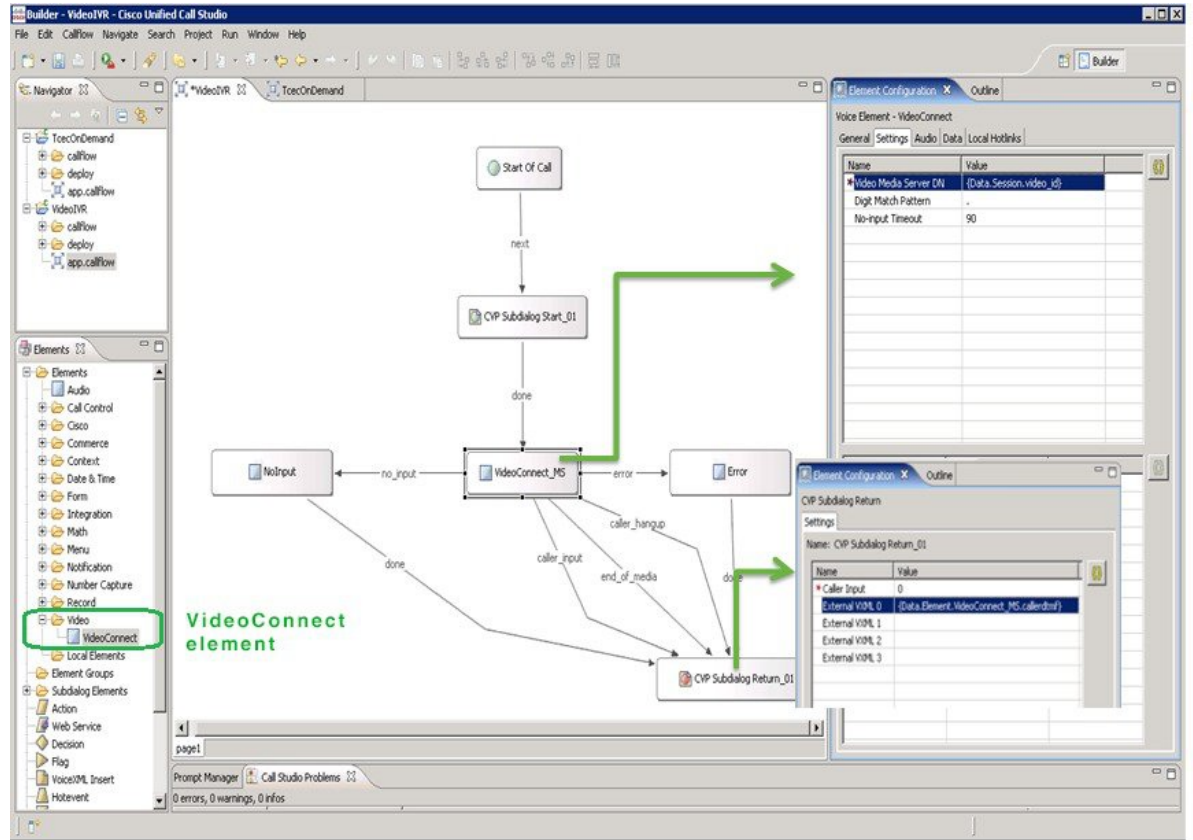 Builder - VideoIVR - Cisco Unified Call Studio
File Edit Callflow Navigate Search Project Run Window Help
Builder
Navigator
TcecOnDemand
callflow
deploy
app.callflow
VideoIVR
callflow
deploy
app.callflow
Elements
Elements
Audio
Call Control
Cisco
Commerce
Context
Date & Time
Form
Integration
Math
Menu
Notification
Number Capture
Record
Video
VideoConnect
Local Elements
Element Groups
Subdialog Elements
Action
Web Service
Decision
Flag
VoiceXML Insert
Hotevent
*VideoIVR TcecOnDemand
Start Of Call
next
CVP Subdialog Start_01
done
NoInput
no_input
VideoConnect_MS
error
Error
caller_hangup
caller_input
end_of_media
done
done
VideoConnect
element
CVP Subdialog Return_01
page1
Prompt Manager Call Studio Problems
0 errors, 0 warnings, 0 infos
Element Configuration Outline
Voice Element - VideoConnect
General Settings Audio Data Local Hotlinks
Name Value
*Video Media Server DN {Data.Session.video_id}
Digit Match Pattern .
No-input Timeout 90
Element Configuration Outline
CVP Subdialog Return
Settings
Name: CVP Subdialog Return_01
Name Value
*Caller Input 0
External VXML 0 {Data.Element.VideoConnect_MS.callerdtmf}
External VXML 1
External VXML 2
External VXML 3